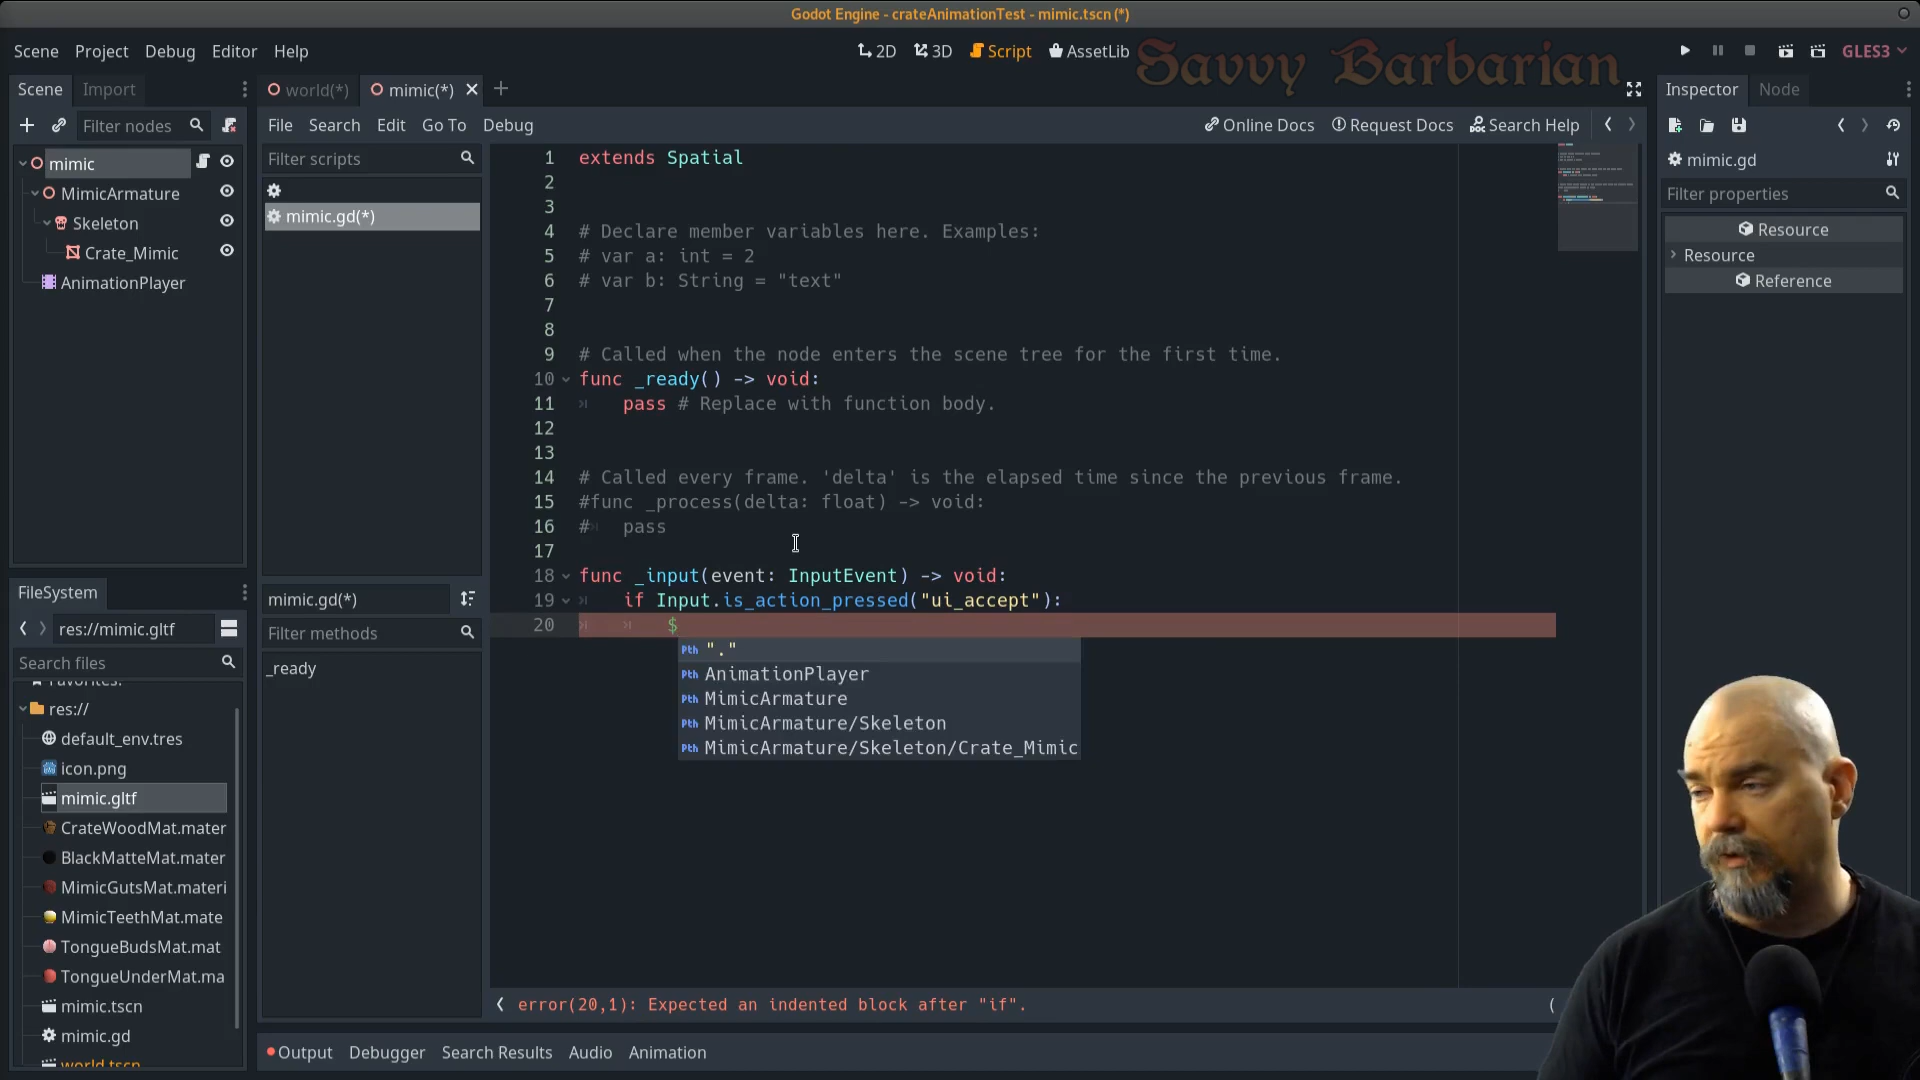 Godot Engine - crateAnimationTest - mimic.tscn (*)
Scene Project Debug Editor Help
2D 3D Script AssetLib
Savvy Barbarian
GLES3
Scene Import
world(*) mimic(*)
Inspector Node
Filter nodes
File Search Edit Go To Debug
Online Docs Request Docs Search Help
mimic
MimicArmature
Skeleton
Crate_Mimic
AnimationPlayer
Filter scripts
mimic.gd(*)
mimic.gd(*)
Filter methods
_ready
1 extends Spatial
2
3
4 # Declare member variables here. Examples:
5 # var a: int = 2
6 # var b: String = "text"
7
8
9 # Called when the node enters the scene tree for the first time.
10 func _ready() -> void:
11 pass # Replace with function body.
12
13
14 # Called every frame. 'delta' is the elapsed time since the previous frame.
15 #func _process(delta: float) -> void:
16 # pass
17
18 func _input(event: InputEvent) -> void:
19 if Input.is_action_pressed("ui_accept"):
20 $
Pth "."
Pth AnimationPlayer
Pth MimicArmature
Pth MimicArmature/Skeleton
Pth MimicArmature/Skeleton/Crate_Mimic
error(20,1): Expected an indented block after "if".
(
Output Debugger Search Results Audio Animation
mimic.gd
Filter properties
Resource
Resource
Reference
FileSystem
res://mimic.gltf
Search files
Favorites:
res://
default_env.tres
icon.png
mimic.gltf
CrateWoodMat.mater
BlackMatteMat.mater
MimicGutsMat.materi
MimicTeethMat.mate
TongueBudsMat.mat
TongueUnderMat.ma
mimic.tscn
mimic.gd
world.tscn